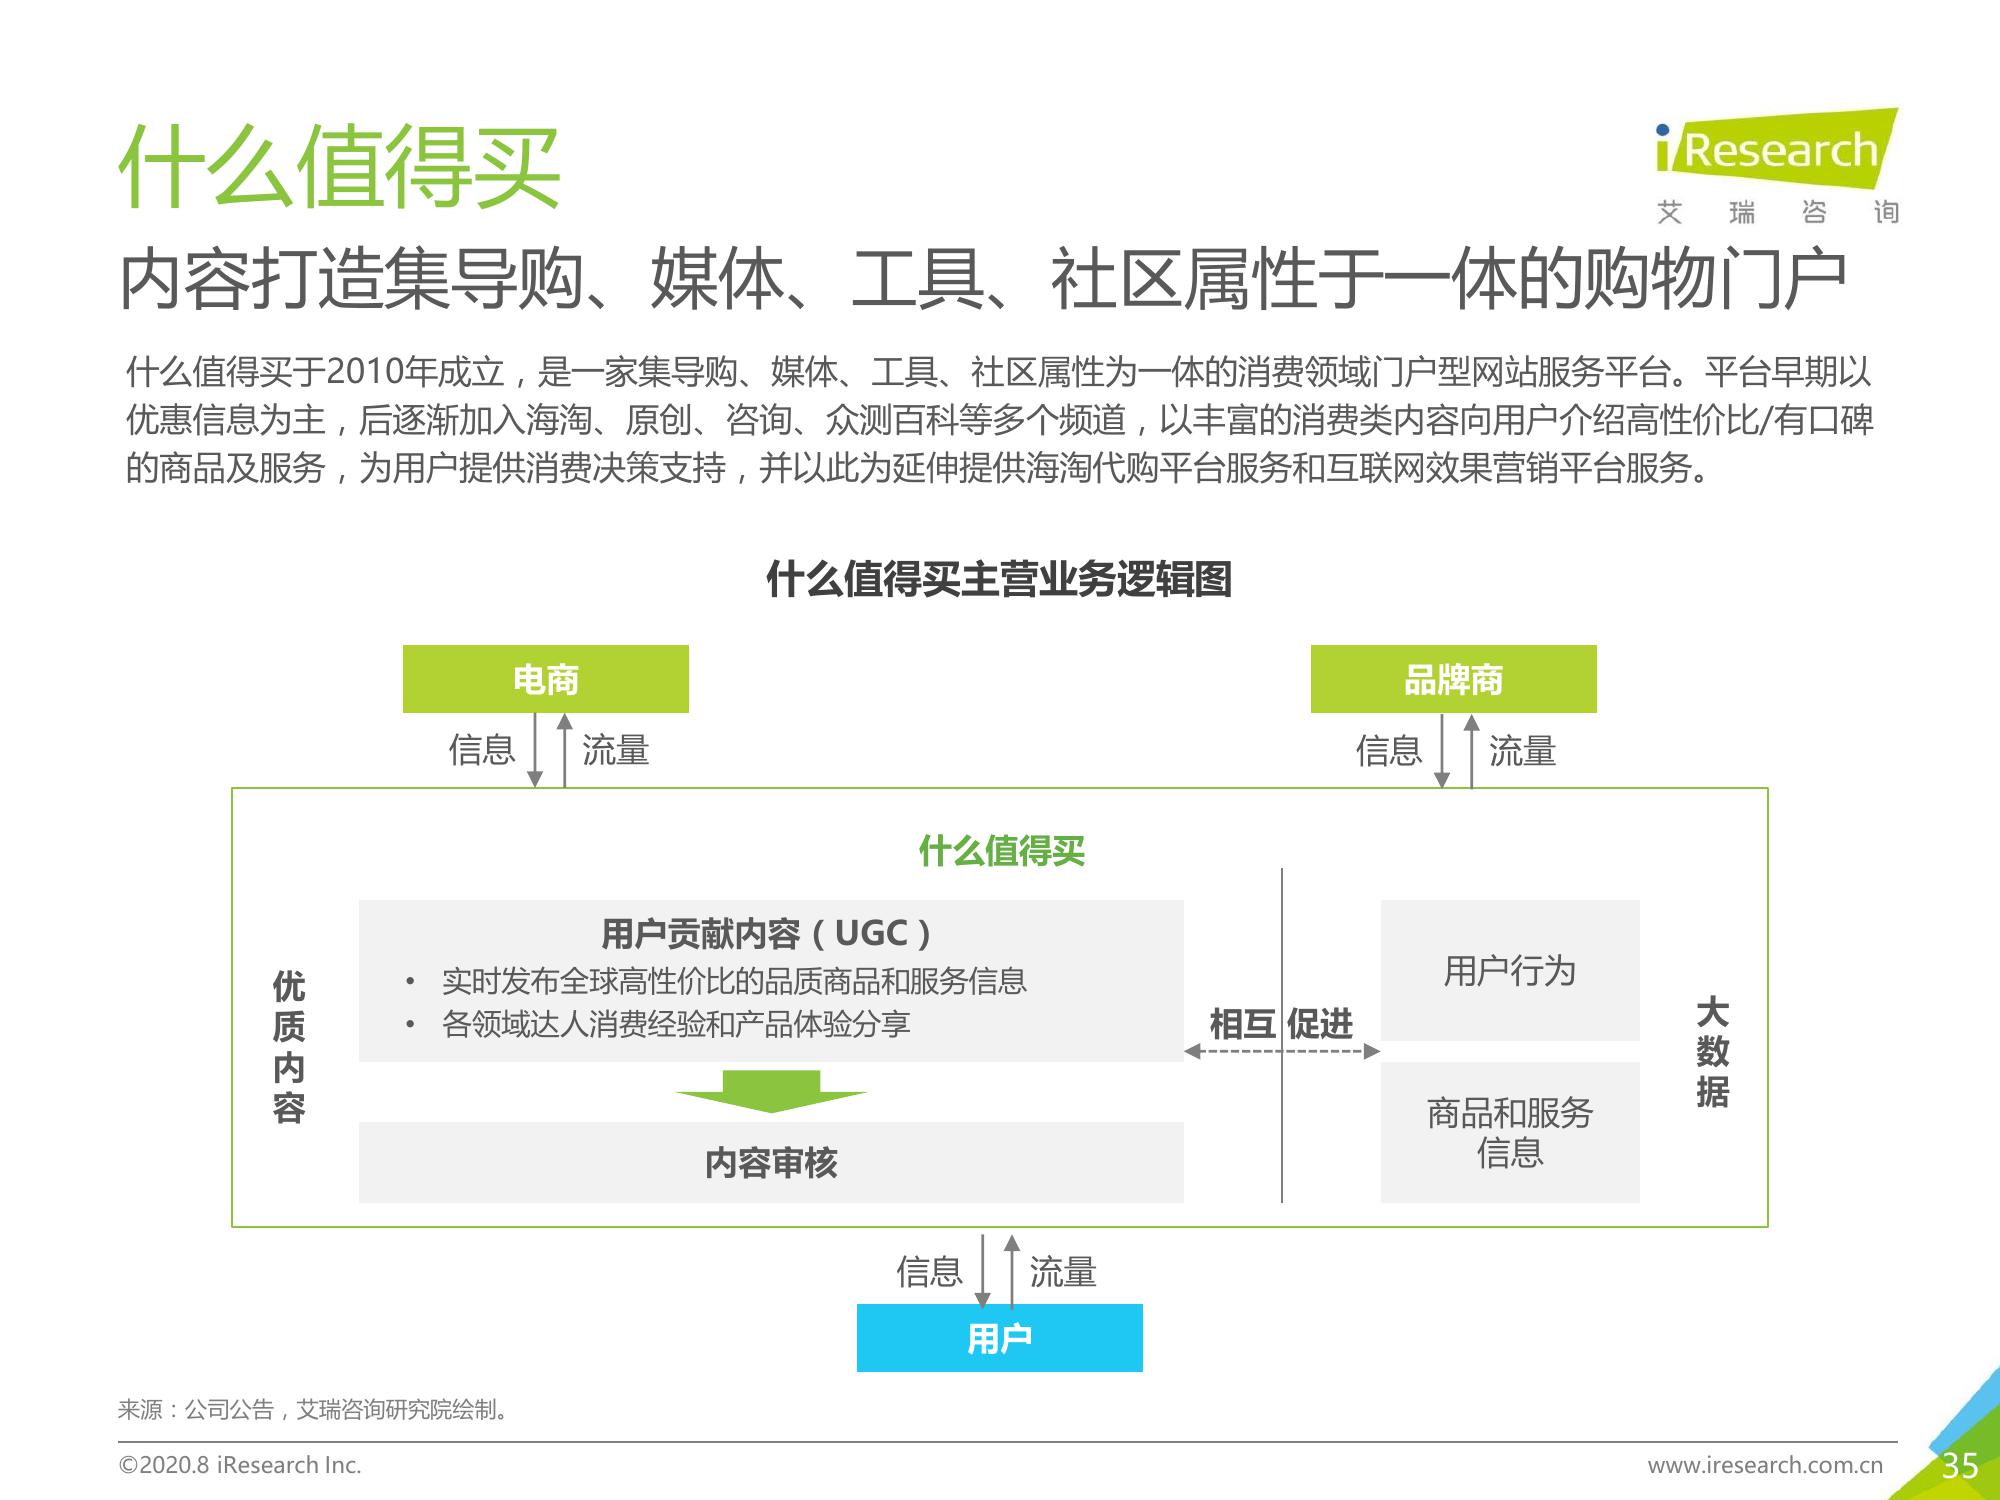 什么值得买
iResearch
艾 瑞 咨 询
内容打造集导购、媒体、工具、社区属性于一体的购物门户
什么值得买于2010年成立，是一家集导购、媒体、工具、社区属性为一体的消费领域门户型网站服务平台。平台早期以
优惠信息为主，后逐渐加入海淘、原创、咨询、众测百科等多个频道，以丰富的消费类内容向用户介绍高性价比/有口碑
的商品及服务，为用户提供消费决策支持，并以此为延伸提供海淘代购平台服务和互联网效果营销平台服务。
什么值得买主营业务逻辑图
电商
品牌商
信息
流量
信息
流量
什么值得买
优质内容
用户贡献内容（UGC）
• 实时发布全球高性价比的品质商品和服务信息
• 各领域达人消费经验和产品体验分享
内容审核
相互 促进
用户行为
商品和服务
信息
大数据
信息
流量
用户
来源：公司公告，艾瑞咨询研究院绘制。
©2020.8 iResearch Inc.
www.iresearch.com.cn
35